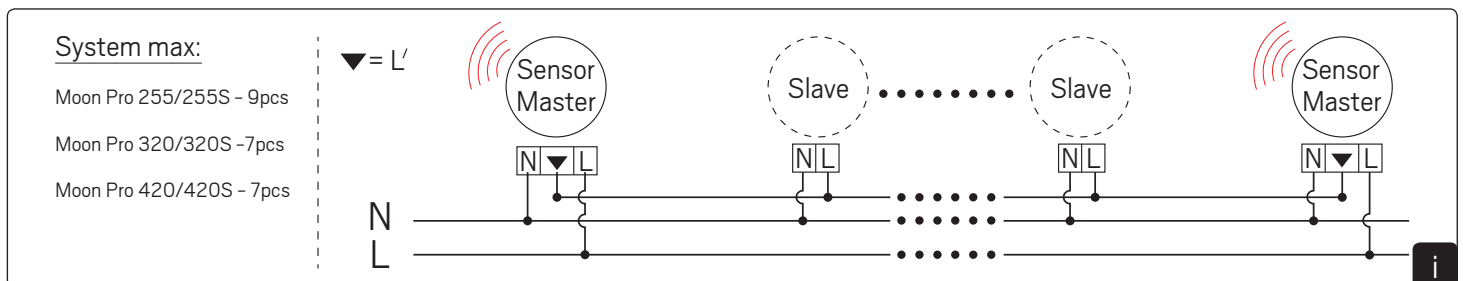 System max:
Moon Pro 255/255S - 9pcs
Moon Pro 320/320S -7pcs
Moon Pro 420/420S - 7pcs
▼= L′
Sensor Master
Slave
Slave
Sensor Master
N ▼ L
N L
N L
N ▼ L
N
L
i